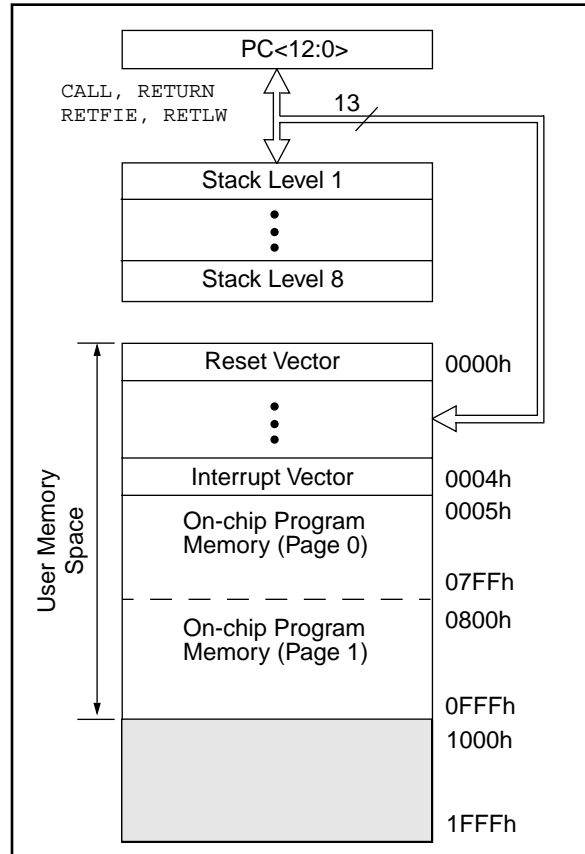 PC<12:0>
CALL, RETURN
RETFIE, RETLW
13
Stack Level 1
Stack Level 8
User Memory
Space
Reset Vector
0000h
Interrupt Vector
0004h
0005h
On-chip Program
Memory (Page 0)
07FFh
0800h
On-chip Program
Memory (Page 1)
0FFFh
1000h
1FFFh